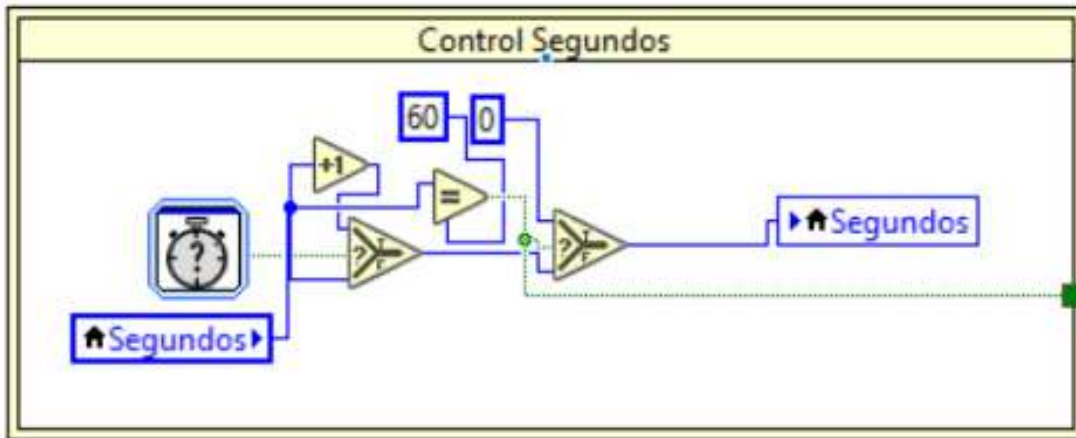 Control Segundos
60
0
+1
=
?
?
T
F
?
T
F
Segundos
Segundos